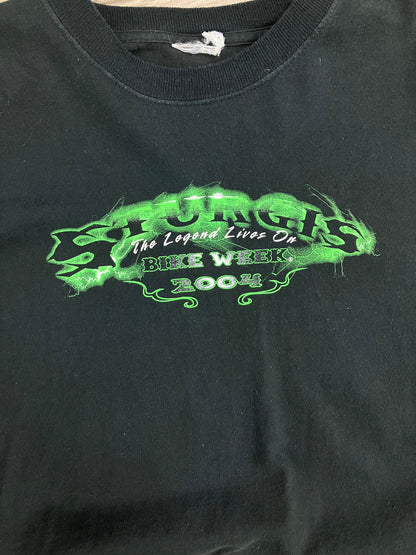 STURGIS
The Legend Lives On
BIKE WEEK
2004